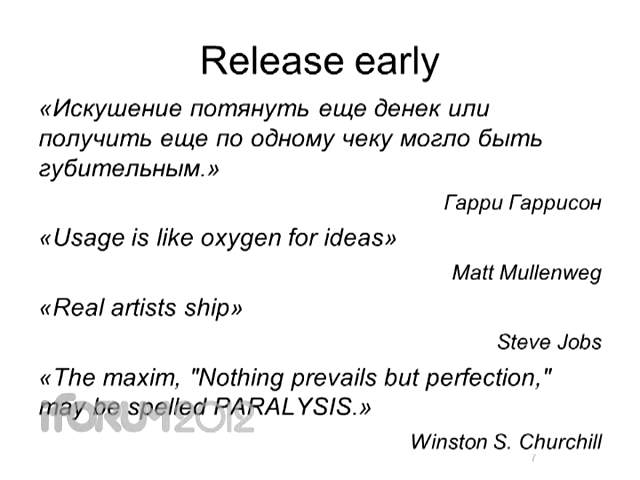 Release early
«Искушение потянуть еще денек или
получить еще по одному чеку могло быть
губительным.»
Гарри Гаррисон
«Usage is like oxygen for ideas»
Matt Mullenweg
«Real artists ship»
Steve Jobs
«The maxim, "Nothing prevails but perfection,"
may be spelled PARALYSIS.»
iFORUM2012
Winston S. Churchill